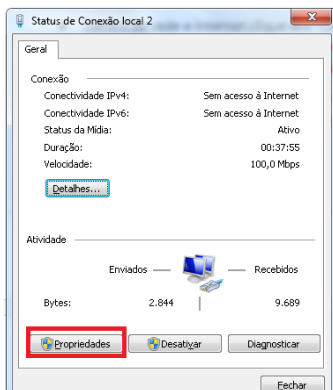 Status de Conexão local 2
Geral
Conexão
Conectividade IPv4: Sem acesso à Internet
Conectividade IPv6: Sem acesso à Internet
Status da Mídia: Ativo
Duração: 00:37:55
Velocidade: 100,0 Mbps
Detalhes...
Atividade
Enviados Recebidos
Bytes: 2.844 9.689
Propriedades Desativar Diagnosticar
Fechar